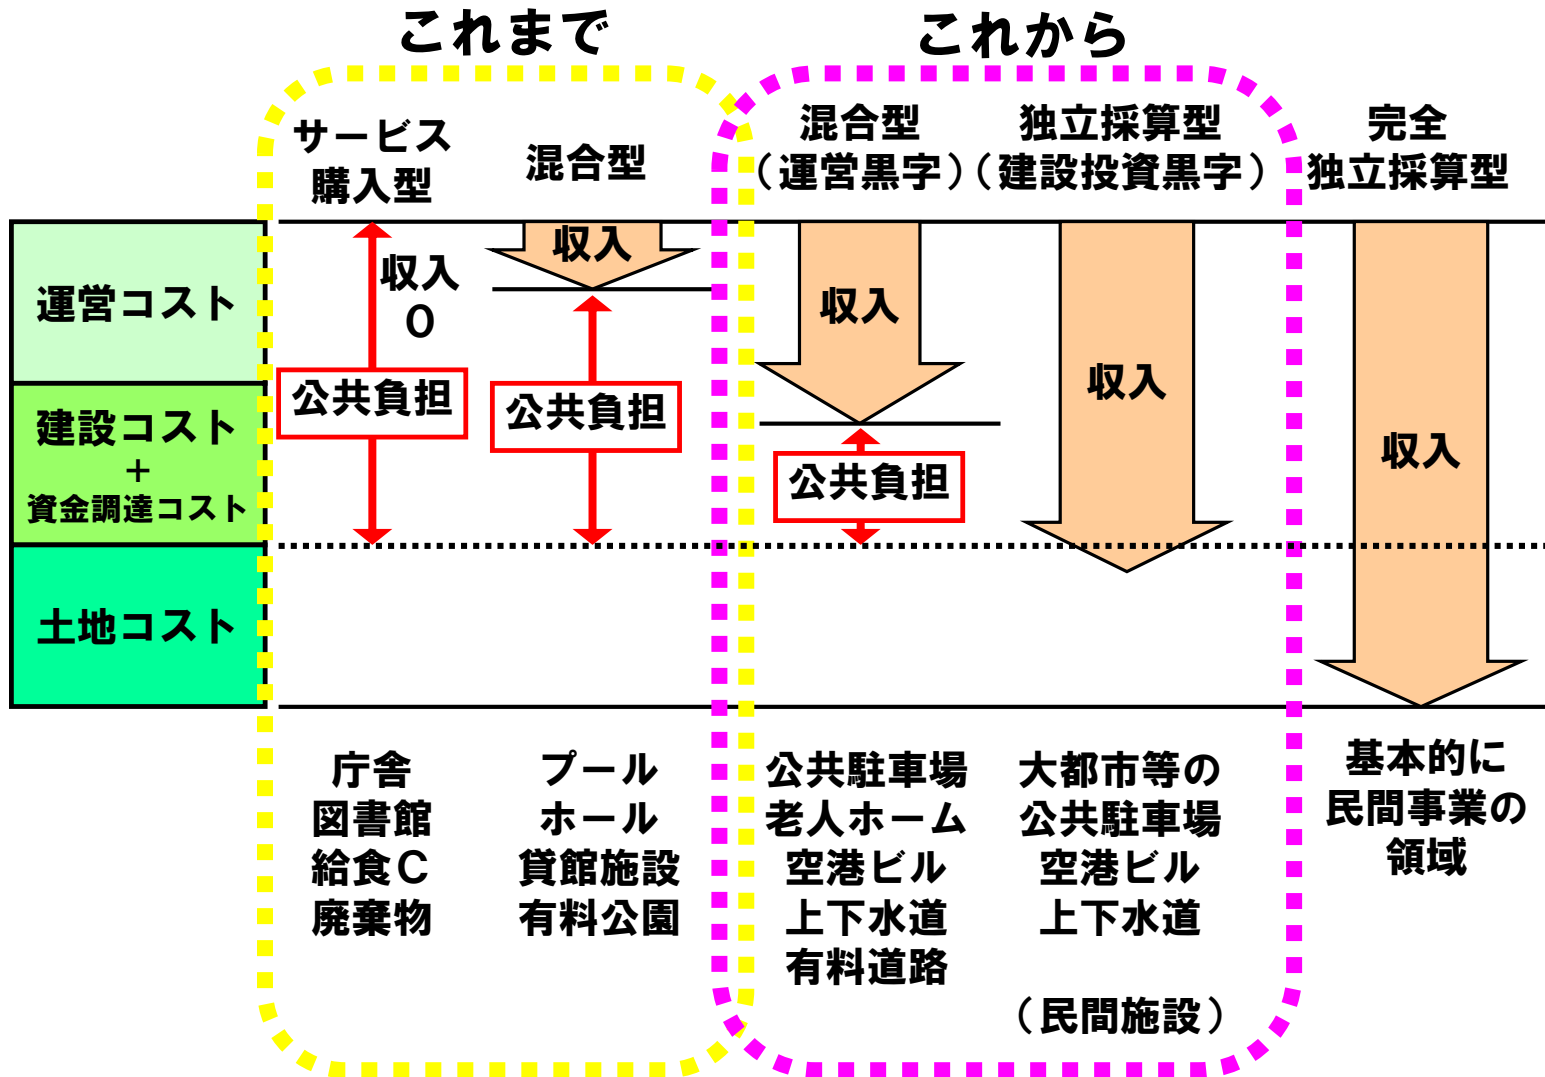 これまで
これから
サービス
購入型
混合型
混合型
（運営黒字）
独立採算型
（建設投資黒字）
完全
独立採算型
運営コスト
建設コスト
＋
資金調達コスト
土地コスト
収入
０
公共負担
収入
公共負担
収入
公共負担
収入
収入
庁舎
図書館
給食Ｃ
廃棄物
プール
ホール
貸館施設
有料公園
公共駐車場
老人ホーム
空港ビル
上下水道
有料道路
大都市等の
公共駐車場
空港ビル
上下水道
（民間施設）
基本的に
民間事業の
領域